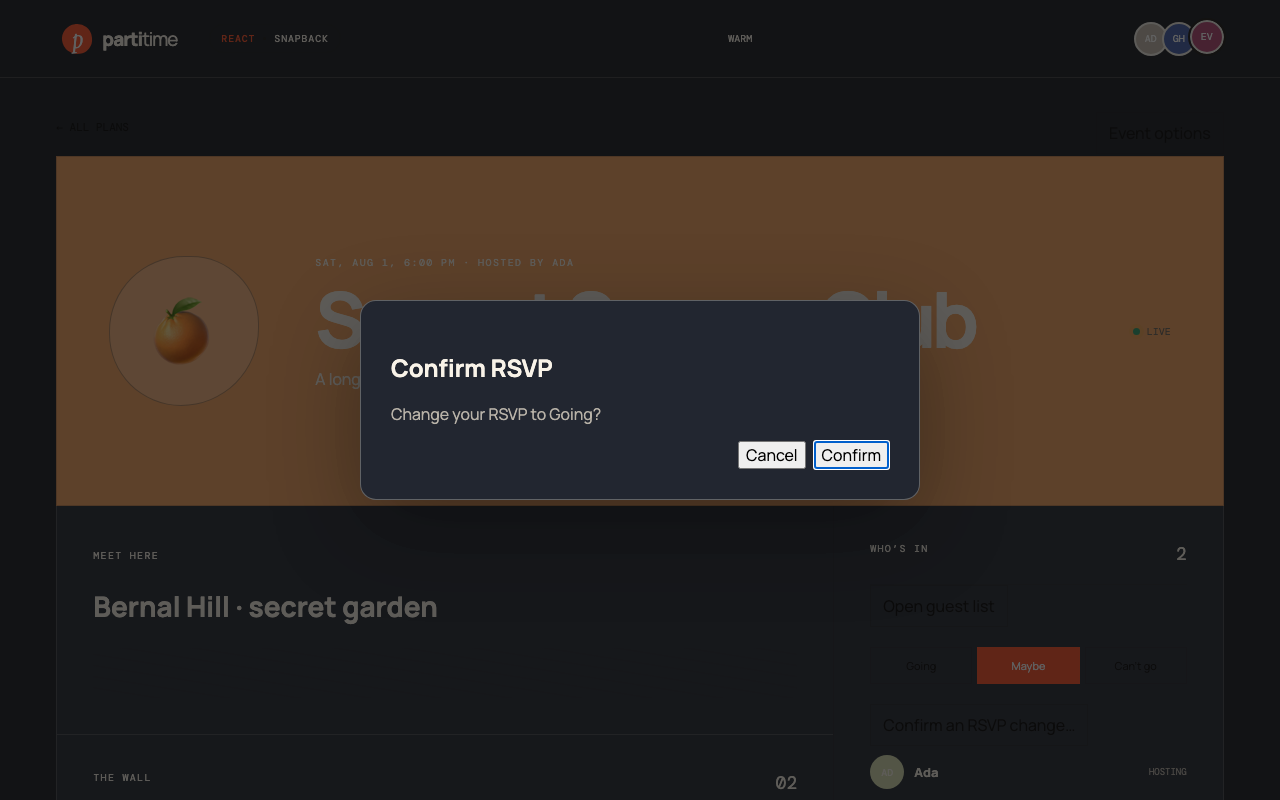 p partitime REACT SNAPBACK WARM AD GH EV
← ALL PLANS Event options
SAT, AUG 1, 6:00 PM · HOSTED BY ADA
LIVE
A long
Confirm RSVP
Change your RSVP to Going?
Cancel Confirm
MEET HERE
Bernal Hill · secret garden
WHO'S IN 2
Open guest list
Going Maybe Can't go
Confirm an RSVP change…
AD Ada HOSTING
THE WALL 02